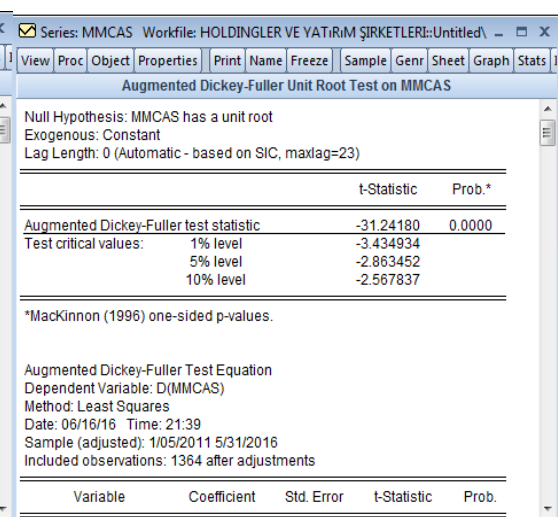 Series: MMCAS Workfile: HOLDINGLER VE YATıRıM ŞIRKETLERI::Untitled\
View Proc Object Properties Print Name Freeze Sample Genr Sheet Graph Stats I
Augmented Dickey-Fuller Unit Root Test on MMCAS
Null Hypothesis: MMCAS has a unit root
Exogenous: Constant
Lag Length: 0 (Automatic - based on SIC, maxlag=23)
t-Statistic Prob.*
Augmented Dickey-Fuller test statistic -31.24180 0.0000
Test critical values: 1% level -3.434934
5% level -2.863452
10% level -2.567837
*MacKinnon (1996) one-sided p-values.
Augmented Dickey-Fuller Test Equation
Dependent Variable: D(MMCAS)
Method: Least Squares
Date: 06/16/16 Time: 21:39
Sample (adjusted): 1/05/2011 5/31/2016
Included observations: 1364 after adjustments
Variable Coefficient Std. Error t-Statistic Prob.